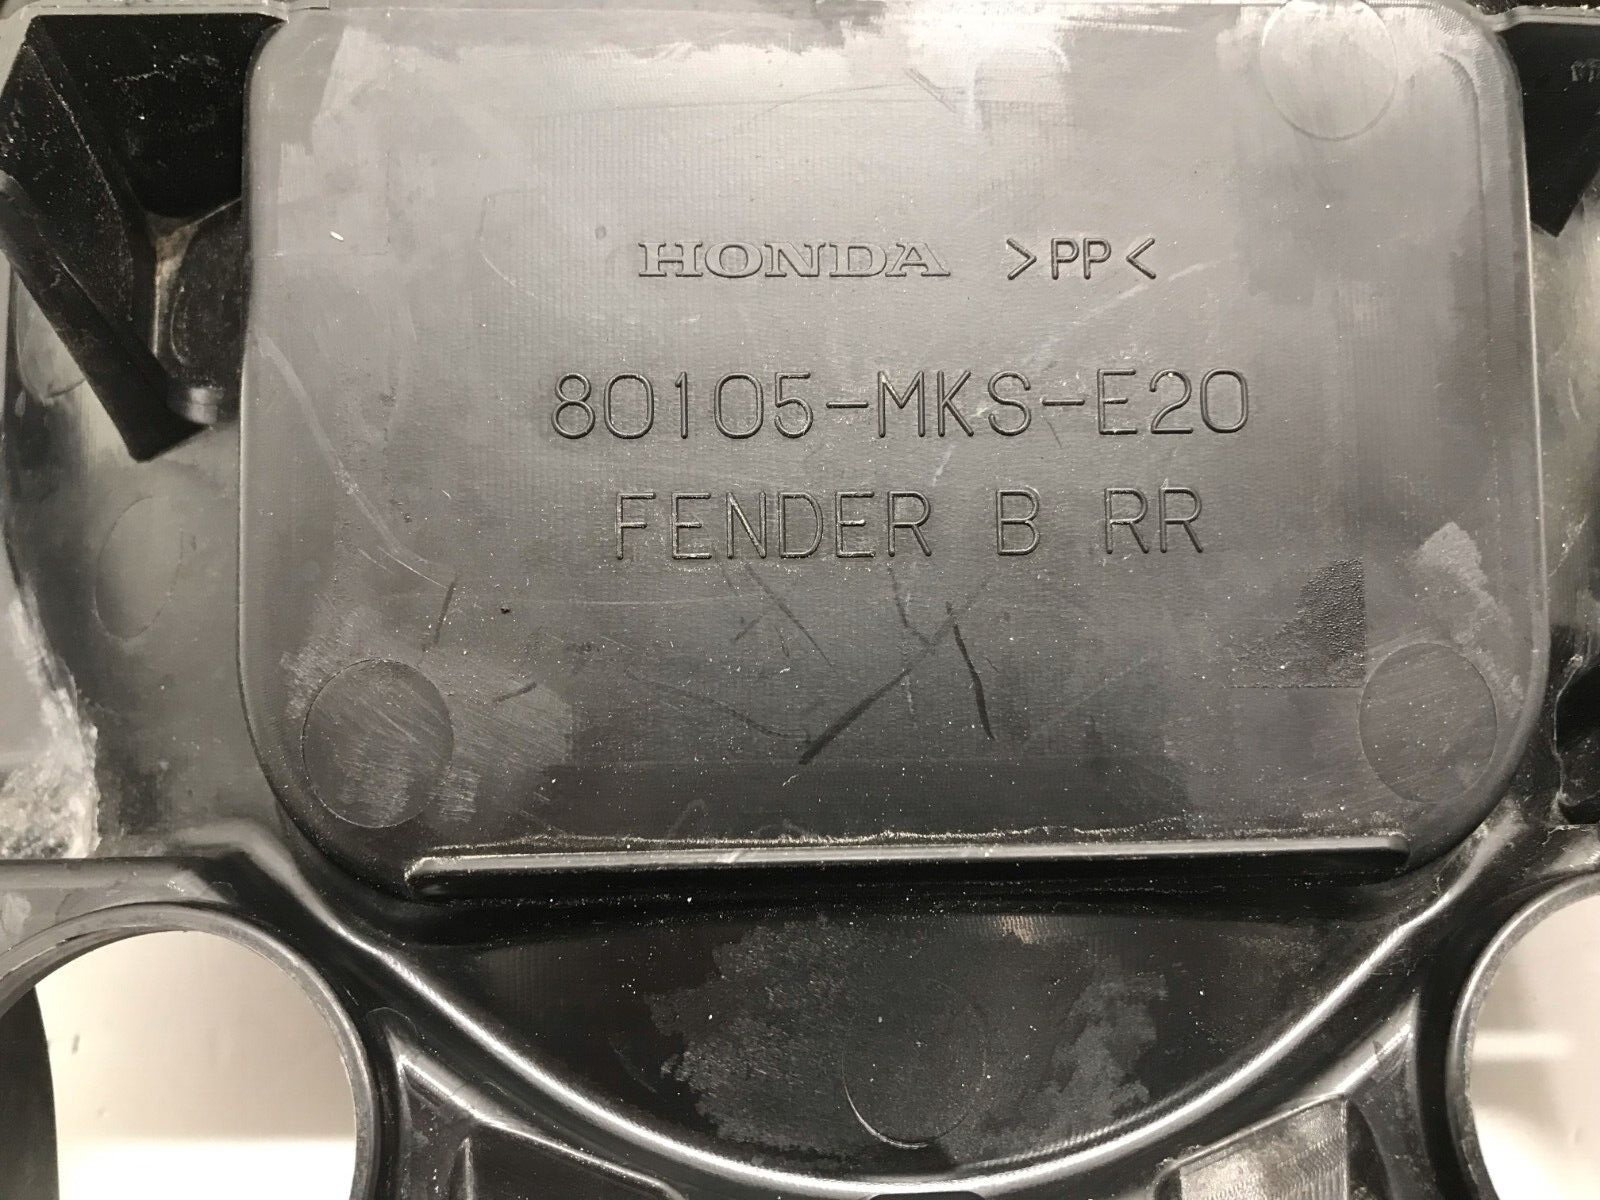 HONDA >PP<
80105-MKS-E20
FENDER B RR